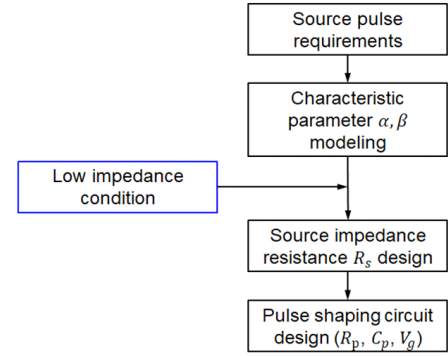 Source pulse
requirements
Characteristic
parameter α, β
modeling
Low impedance
condition
Source impedance
resistance Rₛ design
Pulse shaping circuit
design (Rₚ, Cₚ, V_g)